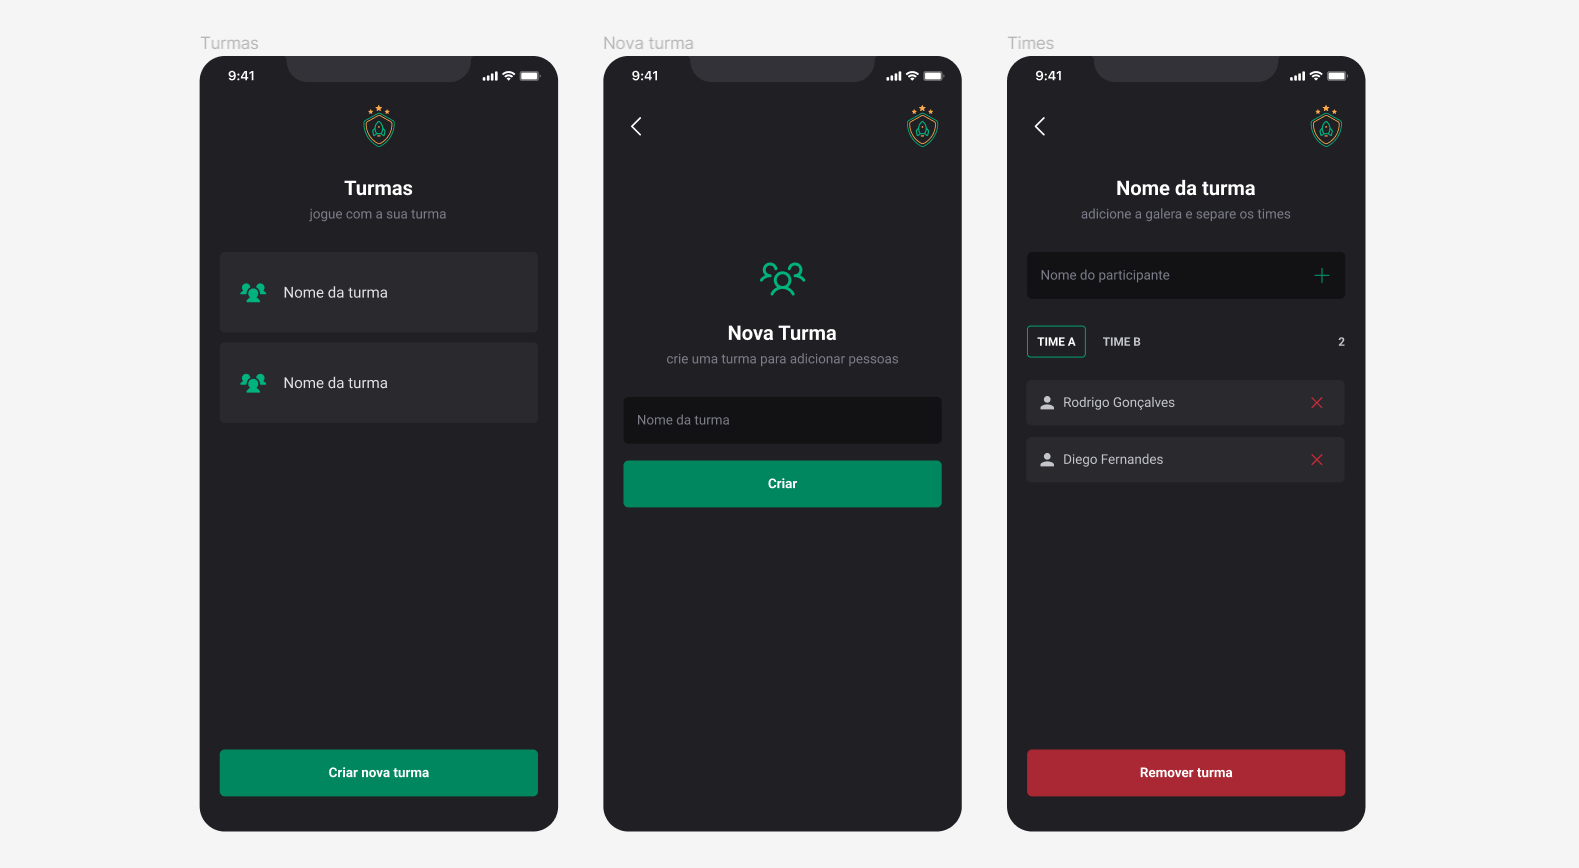 Turmas
9:41
Turmas
jogue com a sua turma
Nome da turma
Nome da turma
Criar nova turma
Nova turma
9:41
Nova Turma
crie uma turma para adicionar pessoas
Nome da turma
Criar
Times
9:41
Nome da turma
adicione a galera e separe os times
Nome do participante
TIME A TIME B 2
Rodrigo Gonçalves
Diego Fernandes
Remover turma